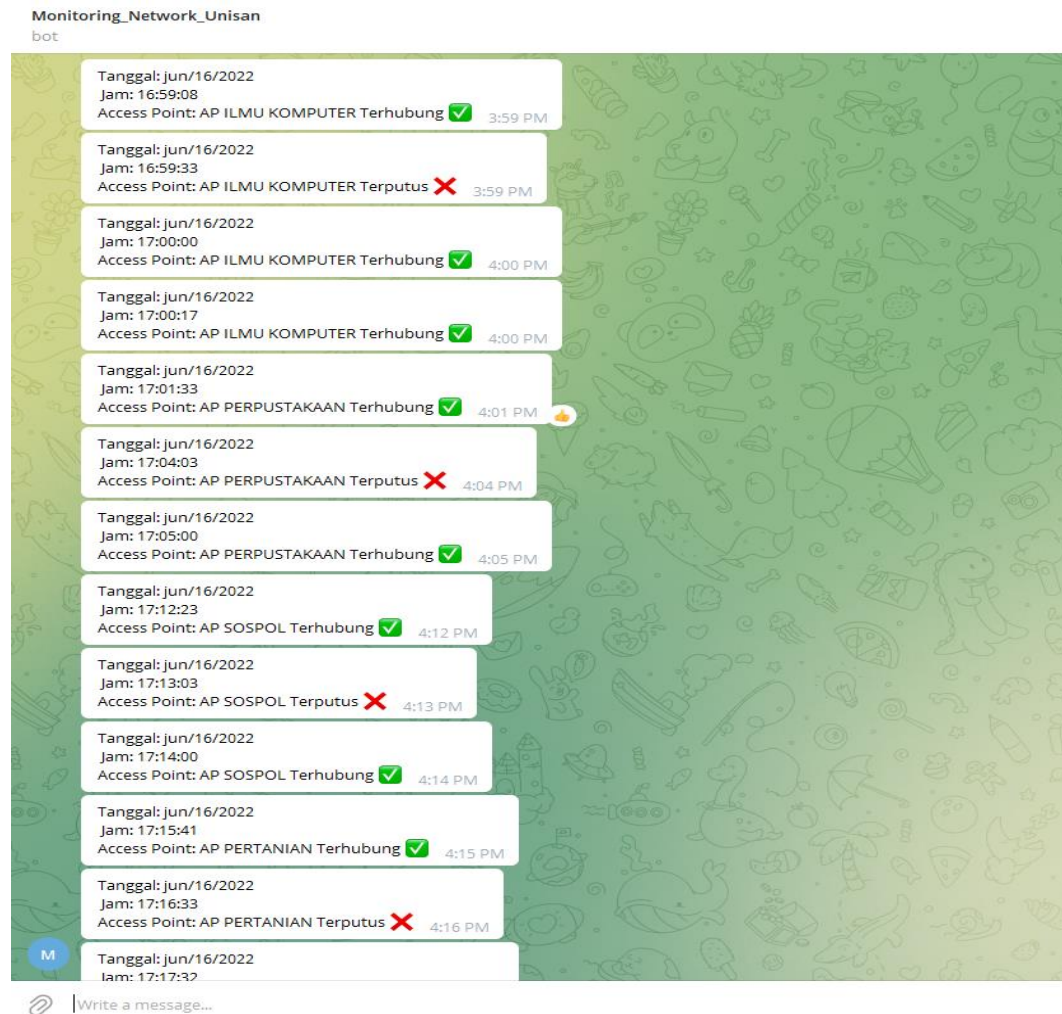 Monitoring_Network_Unisan
bot
Tanggal: jun/16/2022
Jam: 16:59:08
Access Point: AP ILMU KOMPUTER Terhubung ✅ 3:59 PM
Tanggal: jun/16/2022
Jam: 16:59:33
Access Point: AP ILMU KOMPUTER Terputus ❌ 3:59 PM
Tanggal: jun/16/2022
Jam: 17:00:00
Access Point: AP ILMU KOMPUTER Terhubung ✅ 4:00 PM
Tanggal: jun/16/2022
Jam: 17:00:17
Access Point: AP ILMU KOMPUTER Terhubung ✅ 4:00 PM
Tanggal: jun/16/2022
Jam: 17:01:33
Access Point: AP PERPUSTAKAAN Terhubung ✅ 4:01 PM
Tanggal: jun/16/2022
Jam: 17:04:03
Access Point: AP PERPUSTAKAAN Terputus ❌ 4:04 PM
Tanggal: jun/16/2022
Jam: 17:05:00
Access Point: AP PERPUSTAKAAN Terhubung ✅ 4:05 PM
Tanggal: jun/16/2022
Jam: 17:12:23
Access Point: AP SOSPOL Terhubung ✅ 4:12 PM
Tanggal: jun/16/2022
Jam: 17:13:03
Access Point: AP SOSPOL Terputus ❌ 4:13 PM
Tanggal: jun/16/2022
Jam: 17:14:00
Access Point: AP SOSPOL Terhubung ✅ 4:14 PM
Tanggal: jun/16/2022
Jam: 17:15:41
Access Point: AP PERTANIAN Terhubung ✅ 4:15 PM
Tanggal: jun/16/2022
Jam: 17:16:33
Access Point: AP PERTANIAN Terputus ❌ 4:16 PM
M
Tanggal: jun/16/2022
Jam: 17:17:32
Write a message...